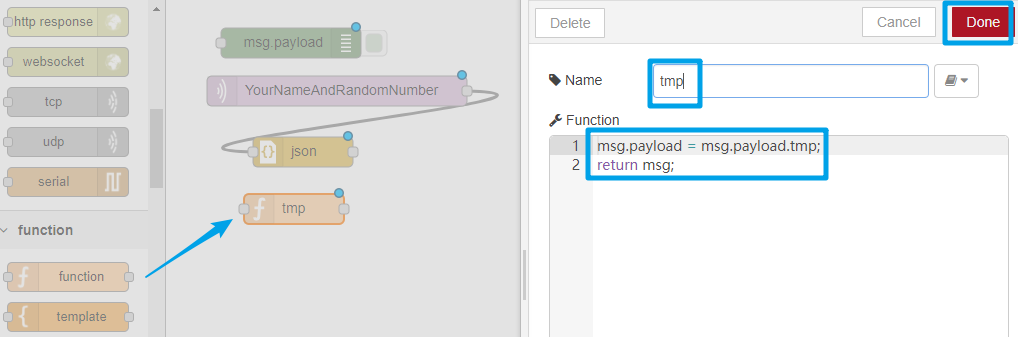 http response
websocket
tcp
udp
serial
function
function
template
msg.payload
YourNameAndRandomNumber
json
tmp
Delete
Cancel
Done
Name
tmp
Function
1 msg.payload = msg.payload.tmp;
2 return msg;